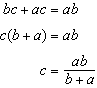 bc + ac = ab
c(b + a) = ab
c = ab / (b + a)